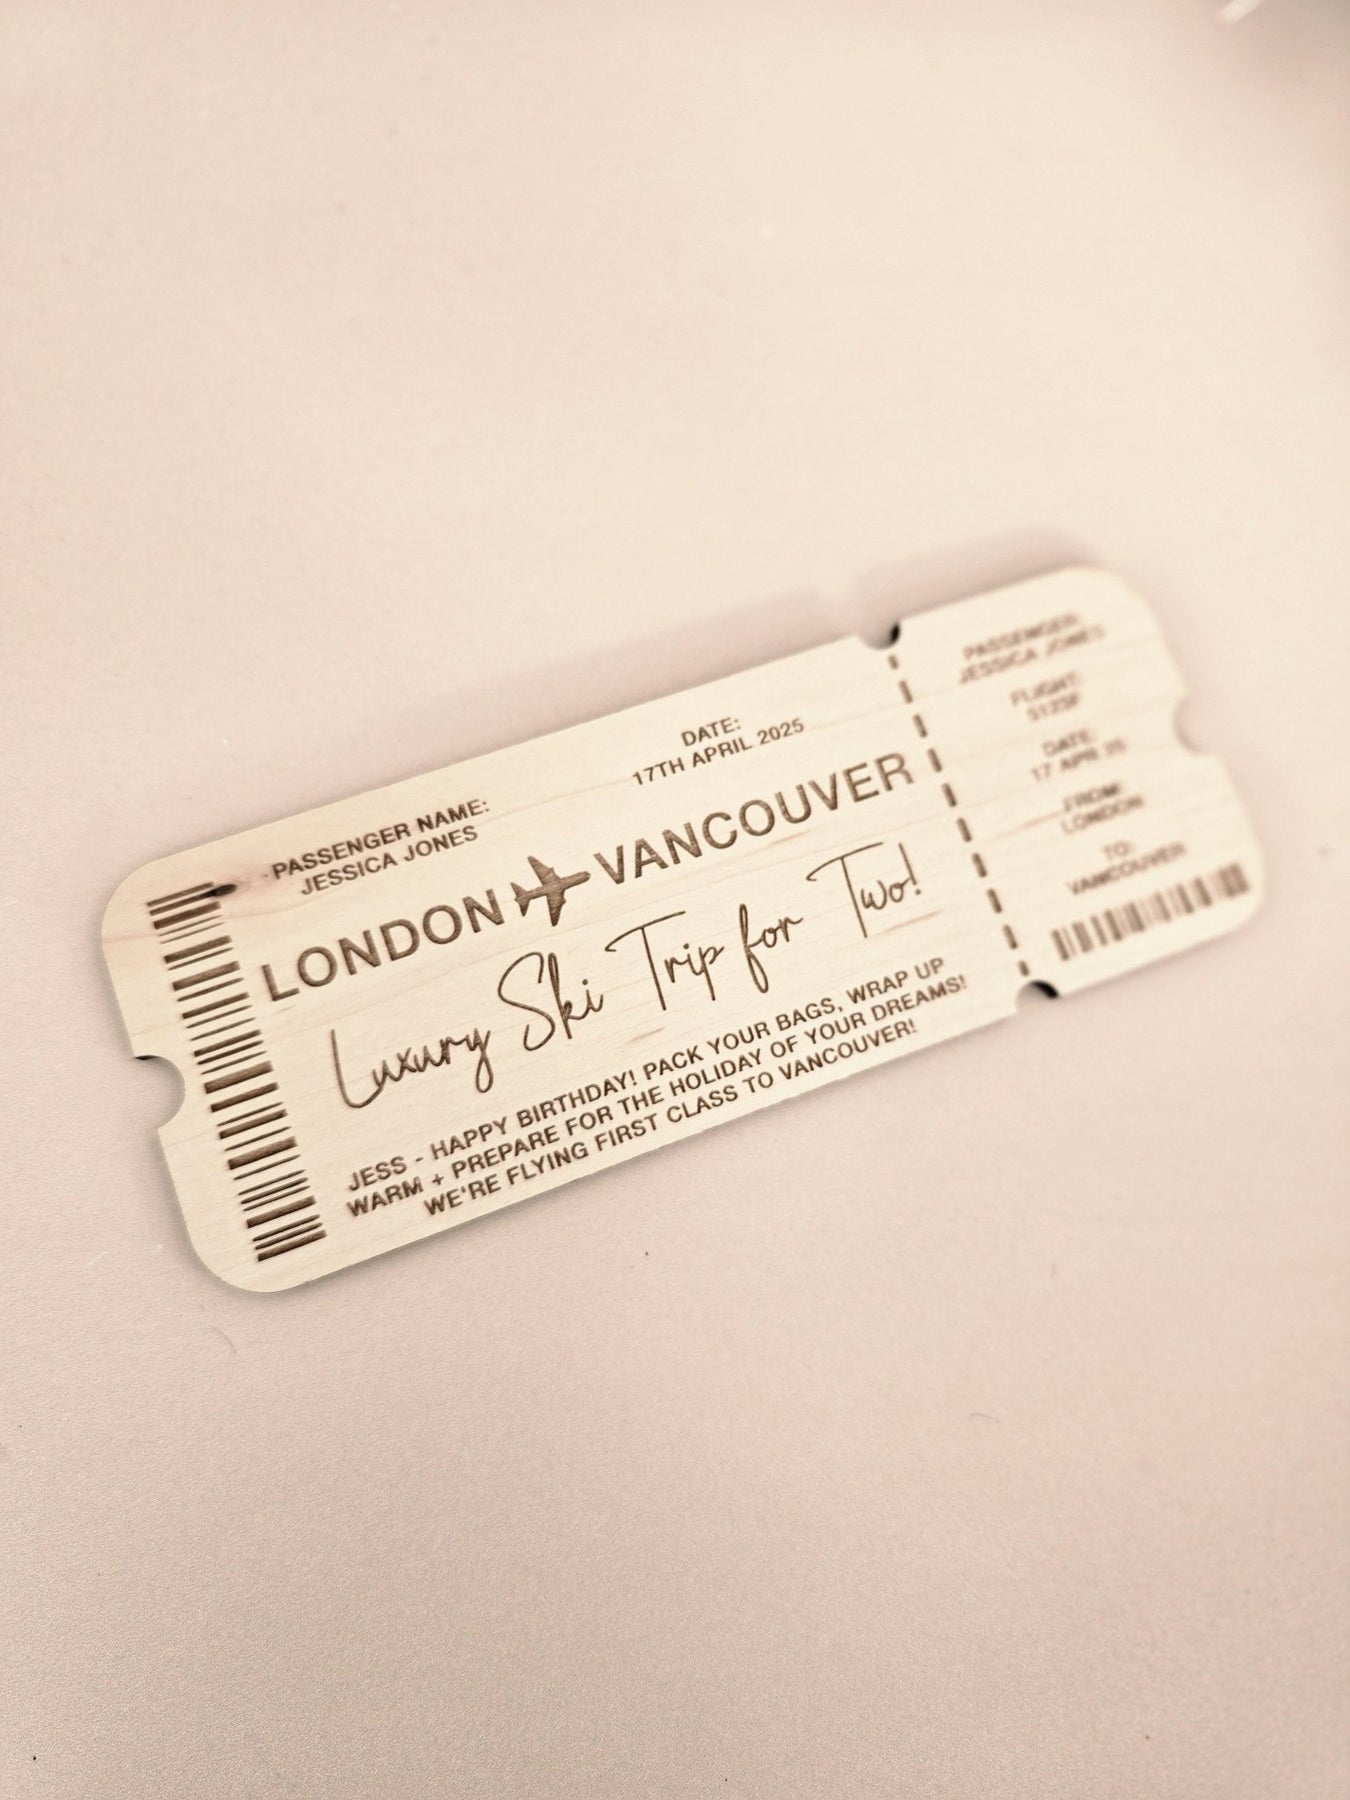 PASSENGER NAME:
JESSICA JONES
DATE:
17TH APRIL 2025
LONDON VANCOUVER
Luxury Ski Trip for Two!
JESS - HAPPY BIRTHDAY! PACK YOUR BAGS, WRAP UP
WARM + PREPARE FOR THE HOLIDAY OF YOUR DREAMS!
WE'RE FLYING FIRST CLASS TO VANCOUVER!
PASSENGER:
JESSICA JONES
FLIGHT:
DATE:
17 APR 25
FROM:
LONDON
TO:
VANCOUVER